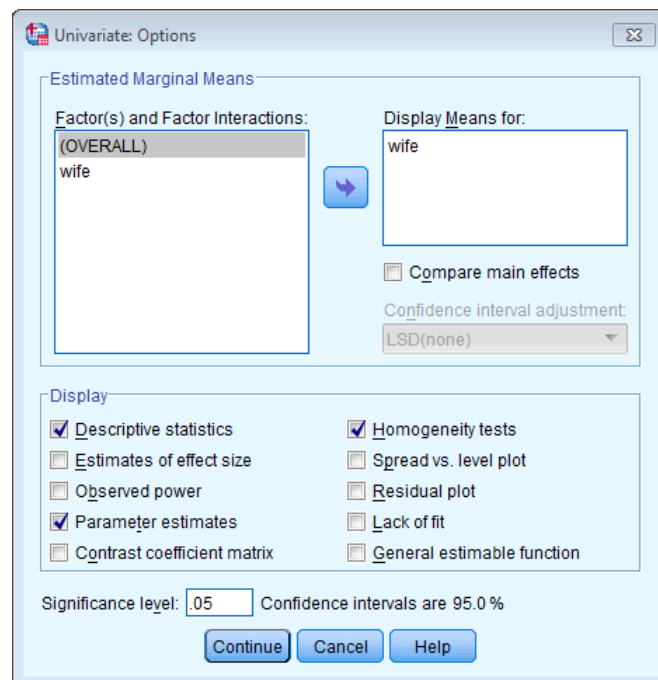 Univariate: Options
Estimated Marginal Means
Factor(s) and Factor Interactions:
(OVERALL)
wife
Display Means for:
wife
Compare main effects
Confidence interval adjustment:
LSD(none)
Display
Descriptive statistics
Homogeneity tests
Estimates of effect size
Spread vs. level plot
Observed power
Residual plot
Parameter estimates
Lack of fit
Contrast coefficient matrix
General estimable function
Significance level: .05 Confidence intervals are 95.0 %
Continue Cancel Help